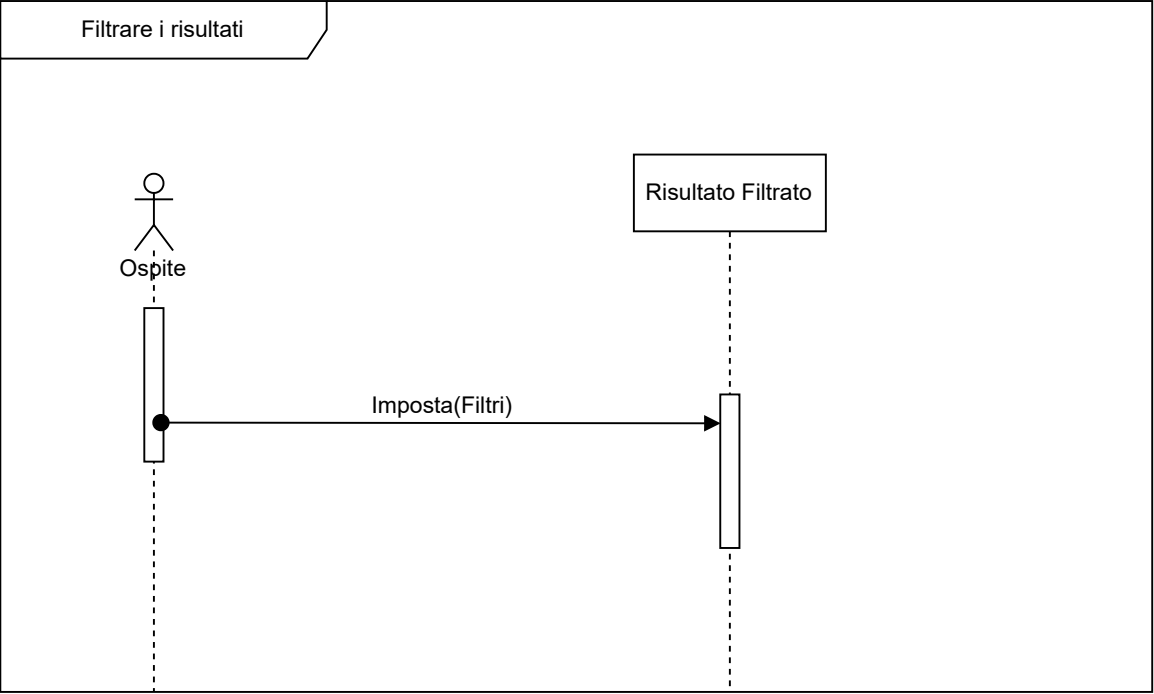 Filtrare i risultati
Risultato Filtrato
Ospite
Imposta(Filtri)